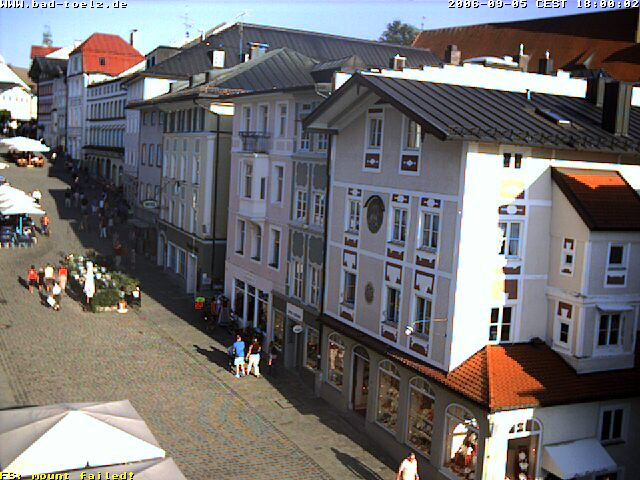 www.bad-toelz.de
2006-09-05 CEST 18:00:02
FS: mount failed?